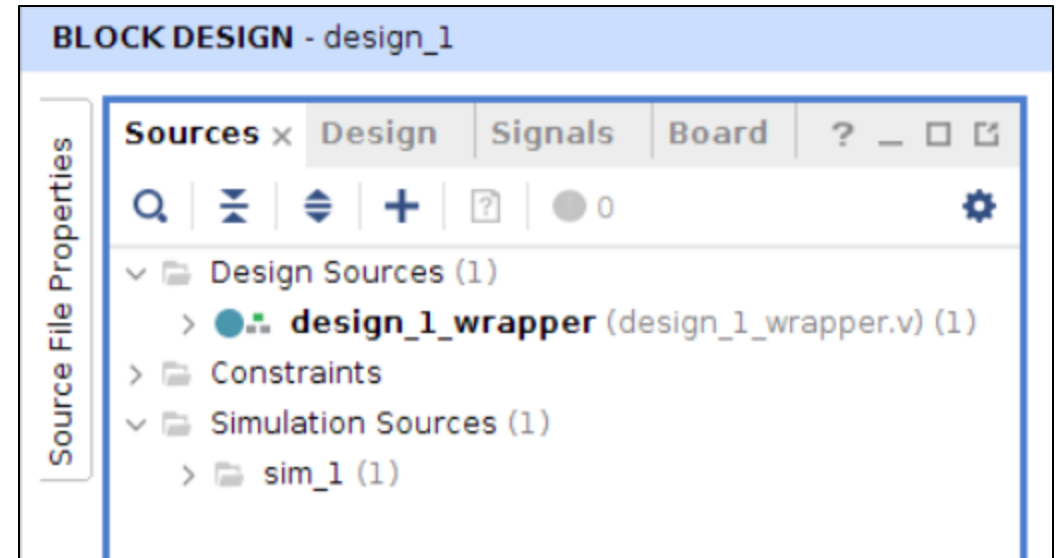 BLOCK DESIGN - design_1
Source File Properties
Sources × Design Signals Board ?
? 0
Design Sources (1)
design_1_wrapper (design_1_wrapper.v) (1)
Constraints
Simulation Sources (1)
sim_1 (1)